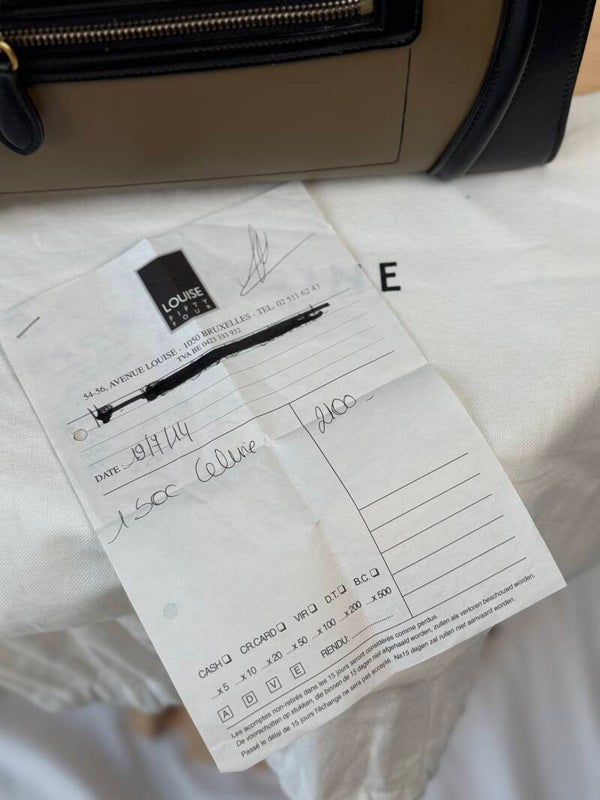 LOUISE
FIFTY
FOUR
INE
54-56, AVENUE LOUISE - 1050 BRUXELLES - TEL. 02 511 62 43
TVA BE 0423 333 932
DATE : 19/7/14
1 sac Celine 2100 -
CASH CR.CARD VIR D.T. B.C.
...x5 ...x10 ...x20 ...x50 ...x100 ...x200 ...x500
A D V E RENDU: ..............
Les acomptes non-retirés dans les 15 jours seront considérés comme perdus.
De voorschotten op stukken, die binnen de 15 dagen niet afgehaald worden, zullen als verloren beschouwd worden.
Passé le délai de 15 jours l'échange ne sera pas accepté. Na 15 dagen zal ruilen niet aanvaard worden.